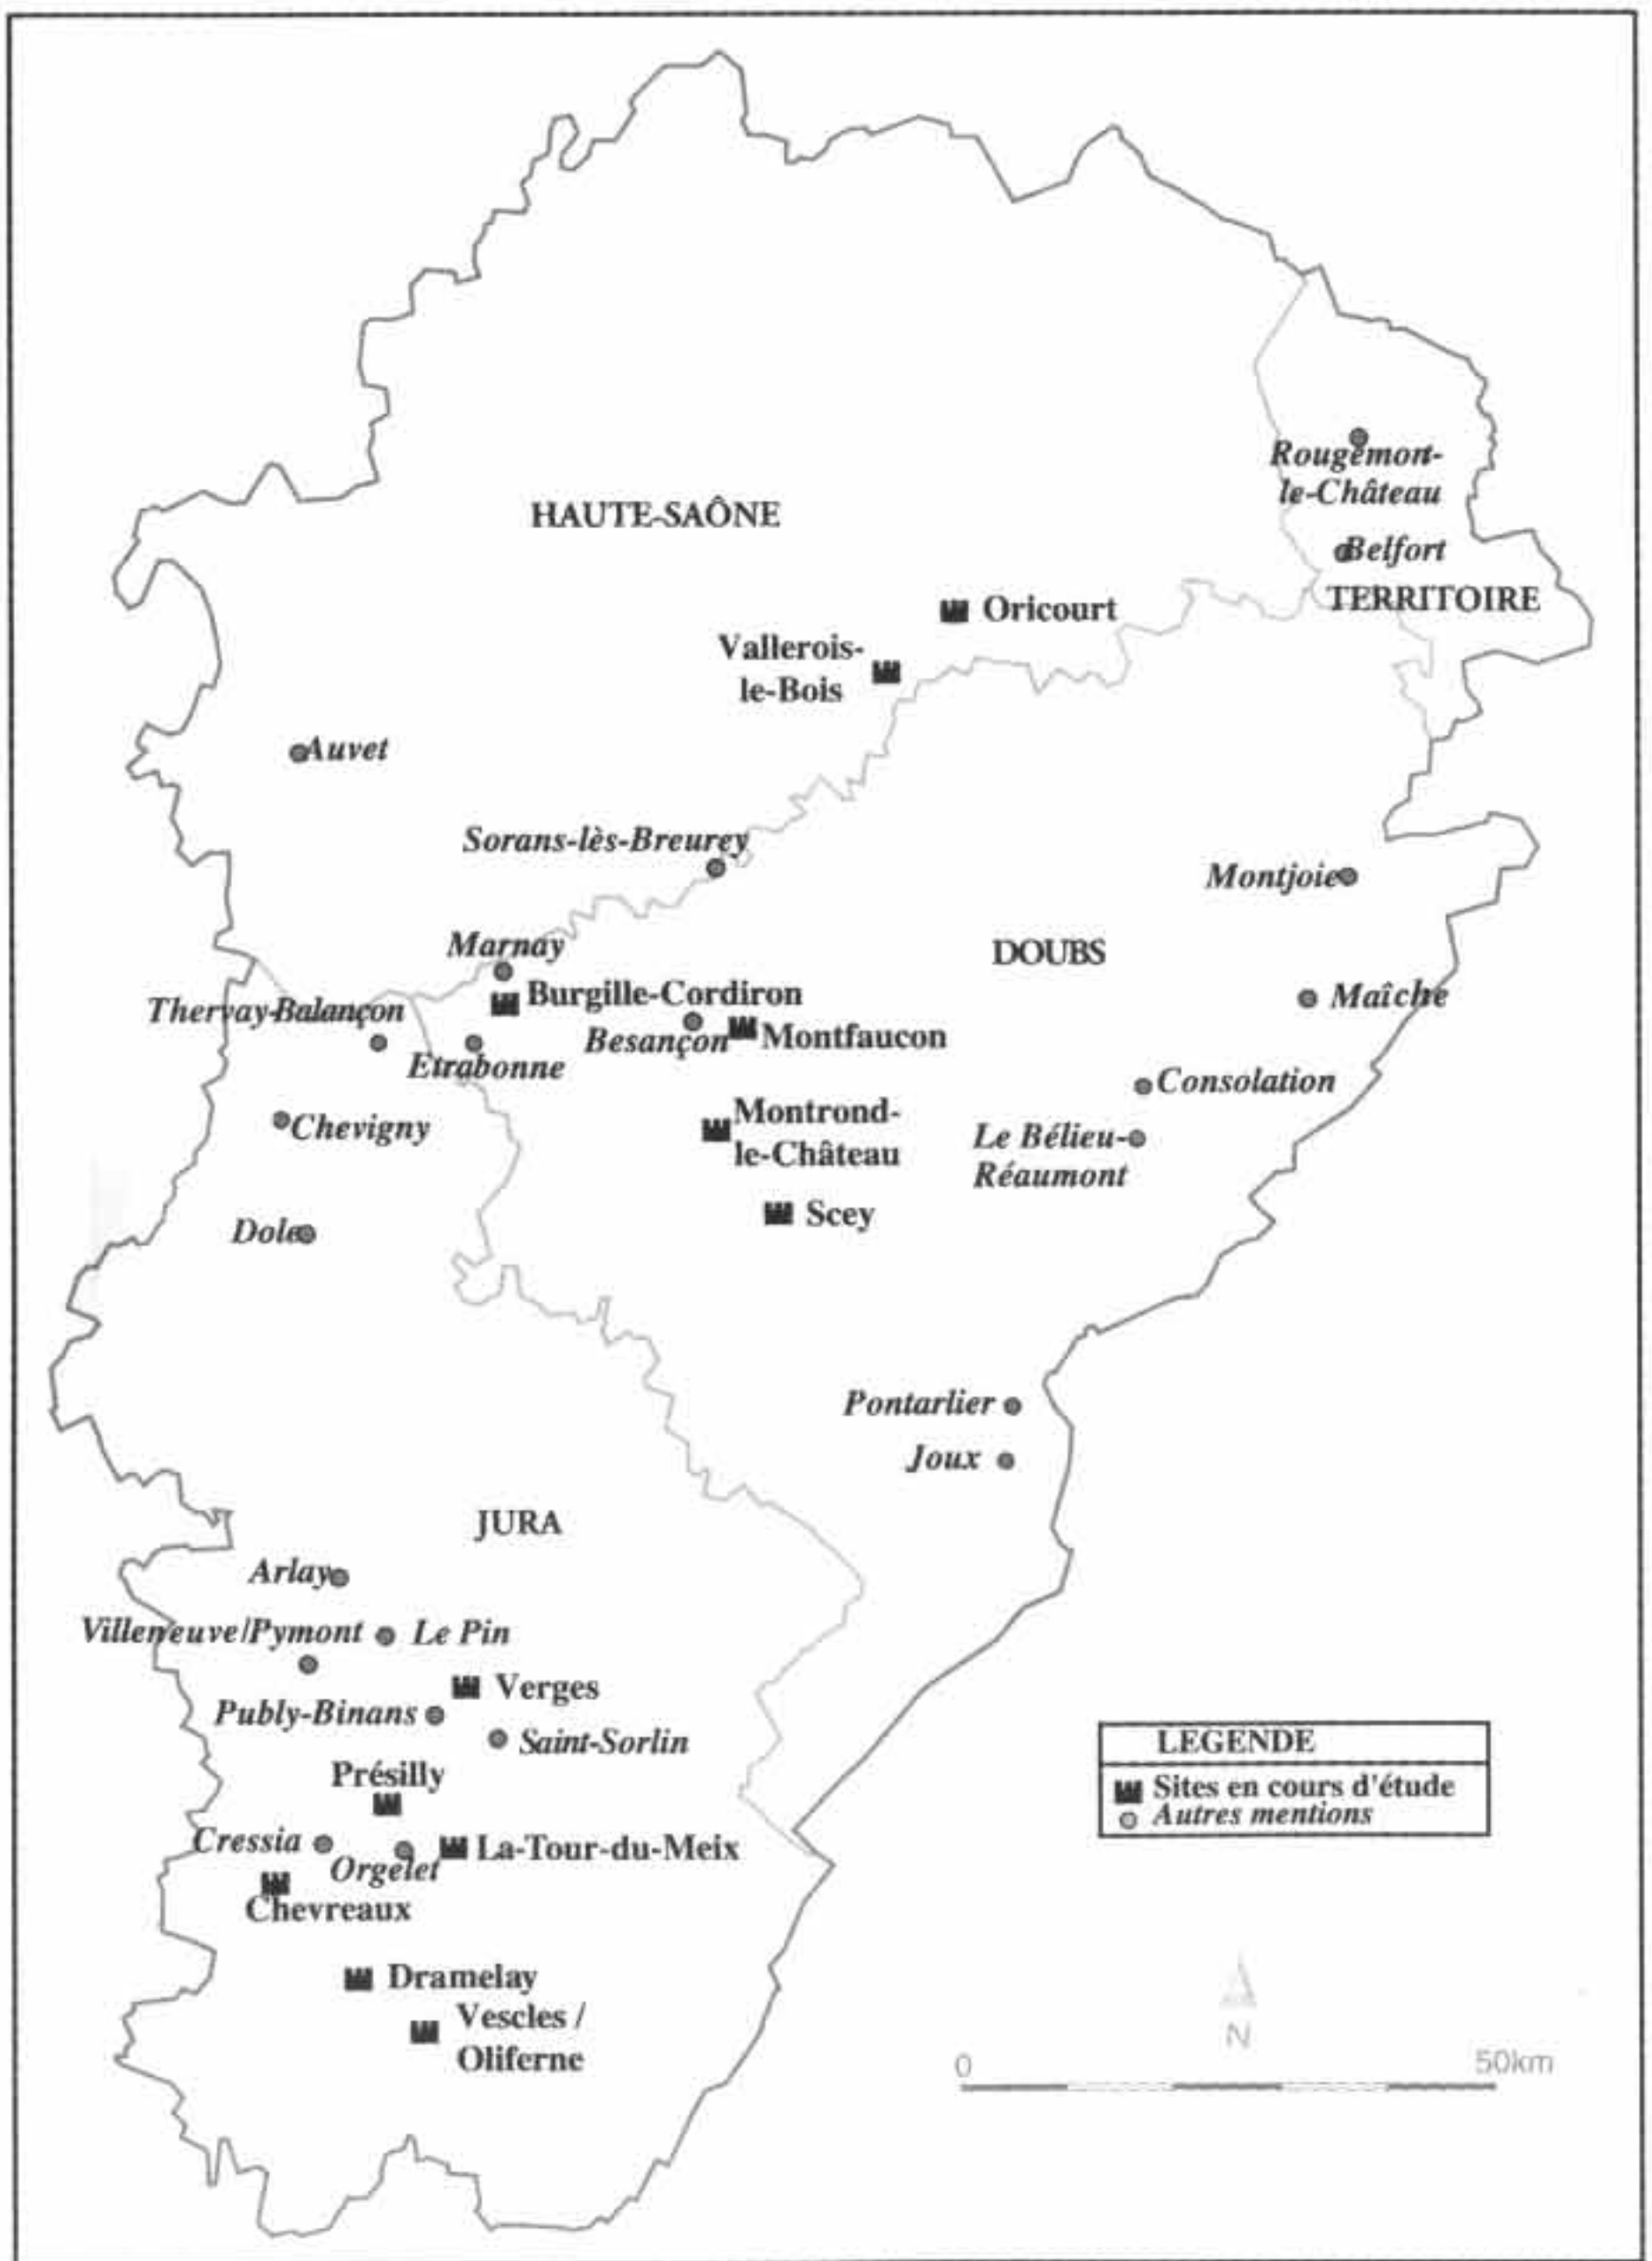 Rougemont-
le-Château
HAUTE-SAÔNE
Belfort
TERRITOIRE
Oricourt
Vallerois-
le-Bois
Auvet
Sorans-lès-Breurey
Montjoie
Marnay
DOUBS
Burgille-Cordiron
Maîche
Thervay-Balançon
Besançon
Montfaucon
Etrabonne
Consolation
Chevigny
Montrond-
le-Château
Le Bélieu-
Réaumont
Scey
Dole
Pontarlier
Joux
JURA
Arlay
Villeneuve/Pymont
Le Pin
Verges
Publy-Binans
Saint-Sorlin
Présilly
Cressia
Orgelet
La-Tour-du-Meix
Chevreaux
Dramelay
Vescles /
Oliferne
LEGENDE
Sites en cours d'étude
Autres mentions
N
0
50km